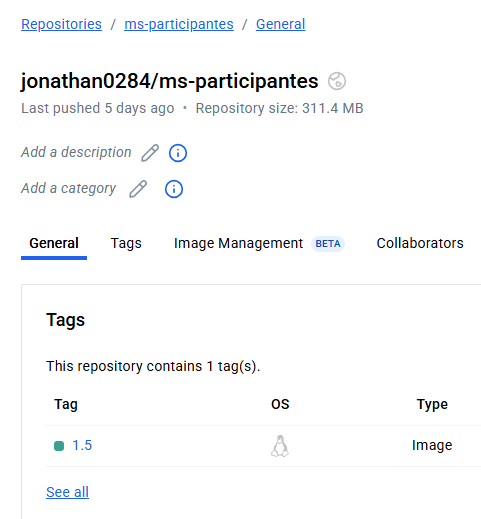 Repositories / ms-participantes / General
jonathan0284/ms-participantes
Last pushed 5 days ago • Repository size: 311.4 MB
Add a description
Add a category
General Tags Image Management BETA Collaborators
Tags
This repository contains 1 tag(s).
Tag OS Type
1.5 Image
See all